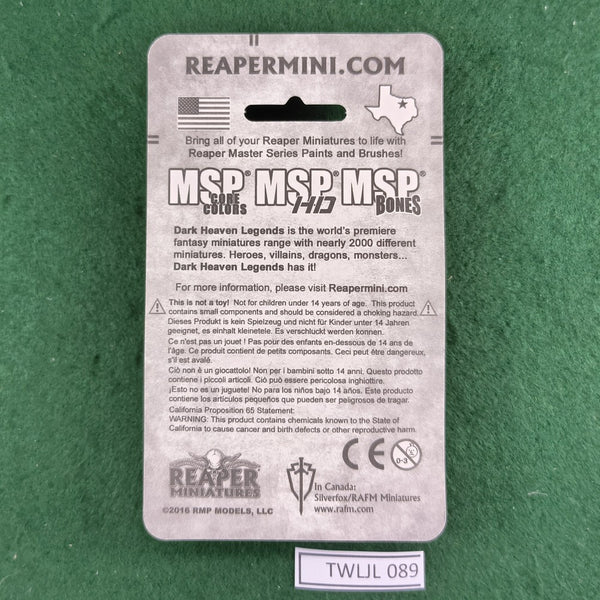 REAPERMINI.COM
Bring all of your Reaper Miniatures to life with
Reaper Master Series Paints and Brushes!
MSP® CORE COLORS MSP® HD MSP® BONES
Dark Heaven Legends is the world's premiere
fantasy miniatures range with nearly 2000 different
miniatures. Heroes, villains, dragons, monsters...
Dark Heaven Legends has it!
For more information, please visit Reapermini.com
This is not a toy! Not for children under 14 years of age. This product
contains small components and should be considered a choking hazard.
Dieses Produkt is kein Spielzeug und nicht für Kinder unter 14 Jahren
geeignet, es einhalt kleineteile. Es verschluckt werden konnen.
Ce n'est pas un jouet ! Pas pour des enfants en-dessous de 14 ans de
l'âge. Ce produit contient de petits composants. Ceci peut être dangereux,
s'il est avalé.
Ciò non è un giocattolo! Non per i bambini sotto 14 anni. Questo prodotto
contiene i piccoli articoli. Ciò può essere pericolosa inghiottire.
¡Esto no es un juguete! No para los niños bajo 14 años. Este producto
contiene los artículos pequeños que pueden ser peligrosos de tragar.
California Proposition 65 Statement:
WARNING: This product contains chemicals known to the State of
California to cause cancer and birth defects or other reproductive harm.
CE 0-3
REAPER
MINIATURES
©2016 RMP MODELS, LLC
In Canada:
Silverfox/RAFM Miniatures
www.rafm.com
TWLJL 089